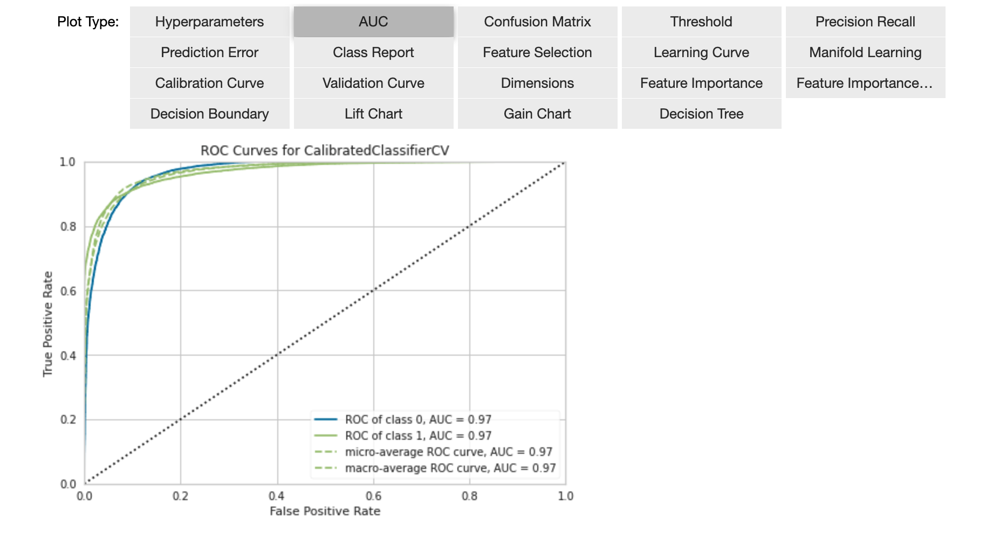 Plot Type:
Hyperparameters AUC Confusion Matrix Threshold Precision Recall
Prediction Error Class Report Feature Selection Learning Curve Manifold Learning
Calibration Curve Validation Curve Dimensions Feature Importance Feature Importance…
Decision Boundary Lift Chart Gain Chart Decision Tree
ROC Curves for CalibratedClassifierCV
1.0
0.8
0.6
0.4
0.2
0.0
True Positive Rate
ROC of class 0, AUC = 0.97
ROC of class 1, AUC = 0.97
micro-average ROC curve, AUC = 0.97
macro-average ROC curve, AUC = 0.97
0.0 0.2 0.4 0.6 0.8 1.0
False Positive Rate